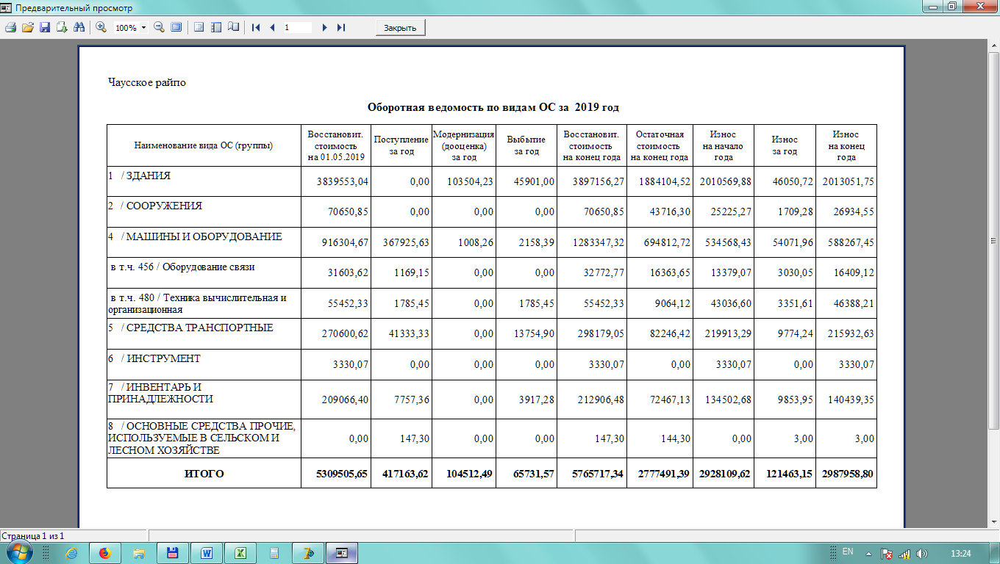 Предварительный просмотр
100%
1
Закрыть
Чаусское райпо
Оборотная ведомость по видам ОС за 2019 год
Наименование вида ОС (группы)
Восстановит.
стоимость
на 01.05.2019
Поступление
за год
Модернизация
(дооценка)
за год
Выбытие
за год
Восстановит.
стоимость
на конец года
Остаточная
стоимость
на конец года
Износ
на начало
года
Износ
за год
Износ
на конец
года
1 / ЗДАНИЯ
3839553,04 0,00 103504,23 45901,00 3897156,27 1884104,52 2010569,88 46050,72 2013051,75
2 / СООРУЖЕНИЯ
70650,85 0,00 0,00 0,00 70650,85 43716,30 25225,27 1709,28 26934,55
4 / МАШИНЫ И ОБОРУДОВАНИЕ
916304,67 367925,63 1008,26 2158,39 1283347,32 694812,72 534568,43 54071,96 588267,45
в т.ч. 456 / Оборудование связи
31603,62 1169,15 0,00 0,00 32772,77 16363,65 13379,07 3030,05 16409,12
в т.ч. 480 / Техника вычислительная и
организационная
55452,33 1785,45 0,00 1785,45 55452,33 9064,12 43036,60 3351,61 46388,21
5 / СРЕДСТВА ТРАНСПОРТНЫЕ
270600,62 41333,33 0,00 13754,90 298179,05 82246,42 219913,29 9774,24 215932,63
6 / ИНСТРУМЕНТ
3330,07 0,00 0,00 0,00 3330,07 0,00 3330,07 0,00 3330,07
7 / ИНВЕНТАРЬ И
ПРИНАДЛЕЖНОСТИ
209066,40 7757,36 0,00 3917,28 212906,48 72467,13 134502,68 9853,95 140439,35
8 / ОСНОВНЫЕ СРЕДСТВА ПРОЧИЕ,
ИСПОЛЬЗУЕМЫЕ В СЕЛЬСКОМ И
ЛЕСНОМ ХОЗЯЙСТВЕ
0,00 147,30 0,00 0,00 147,30 144,30 0,00 3,00 3,00
ИТОГО 5309505,65 417163,62 104512,49 65731,57 5765717,34 2777491,39 2928109,62 121463,15 2987958,80
Страница 1 из 1
EN
13:24